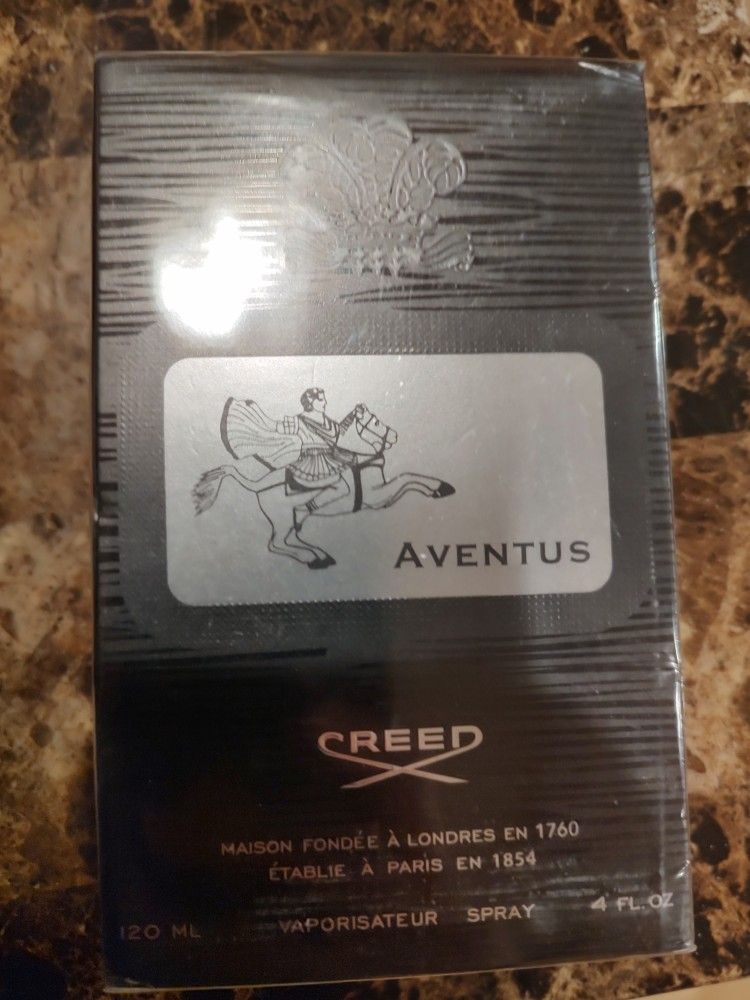 AVENTUS
CREED
MAISON FONDÉE À LONDRES EN 1760
ÉTABLIE À PARIS EN 1854
120 ML VAPORISATEUR SPRAY 4 FL. OZ